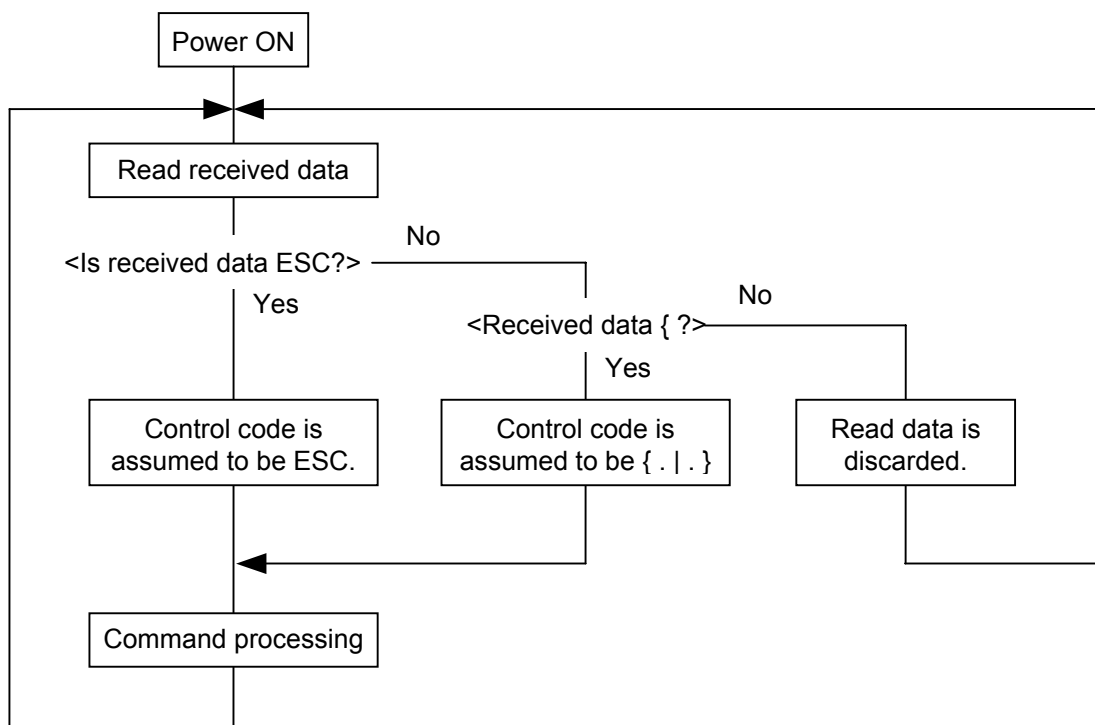 Power ON
Read received data
No
<Is received data ESC?>
Yes
No
<Received data { ?>
Yes
Control code is
assumed to be ESC.
Control code is
assumed to be { . | . }
Read data is
discarded.
Command processing